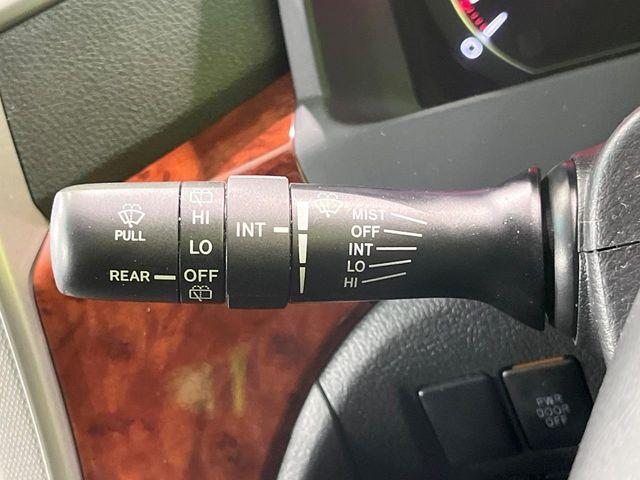 PULL
REAR
HI
LO
OFF
INT
MIST
OFF
INT
LO
HI
PWR
DOOR
OFF